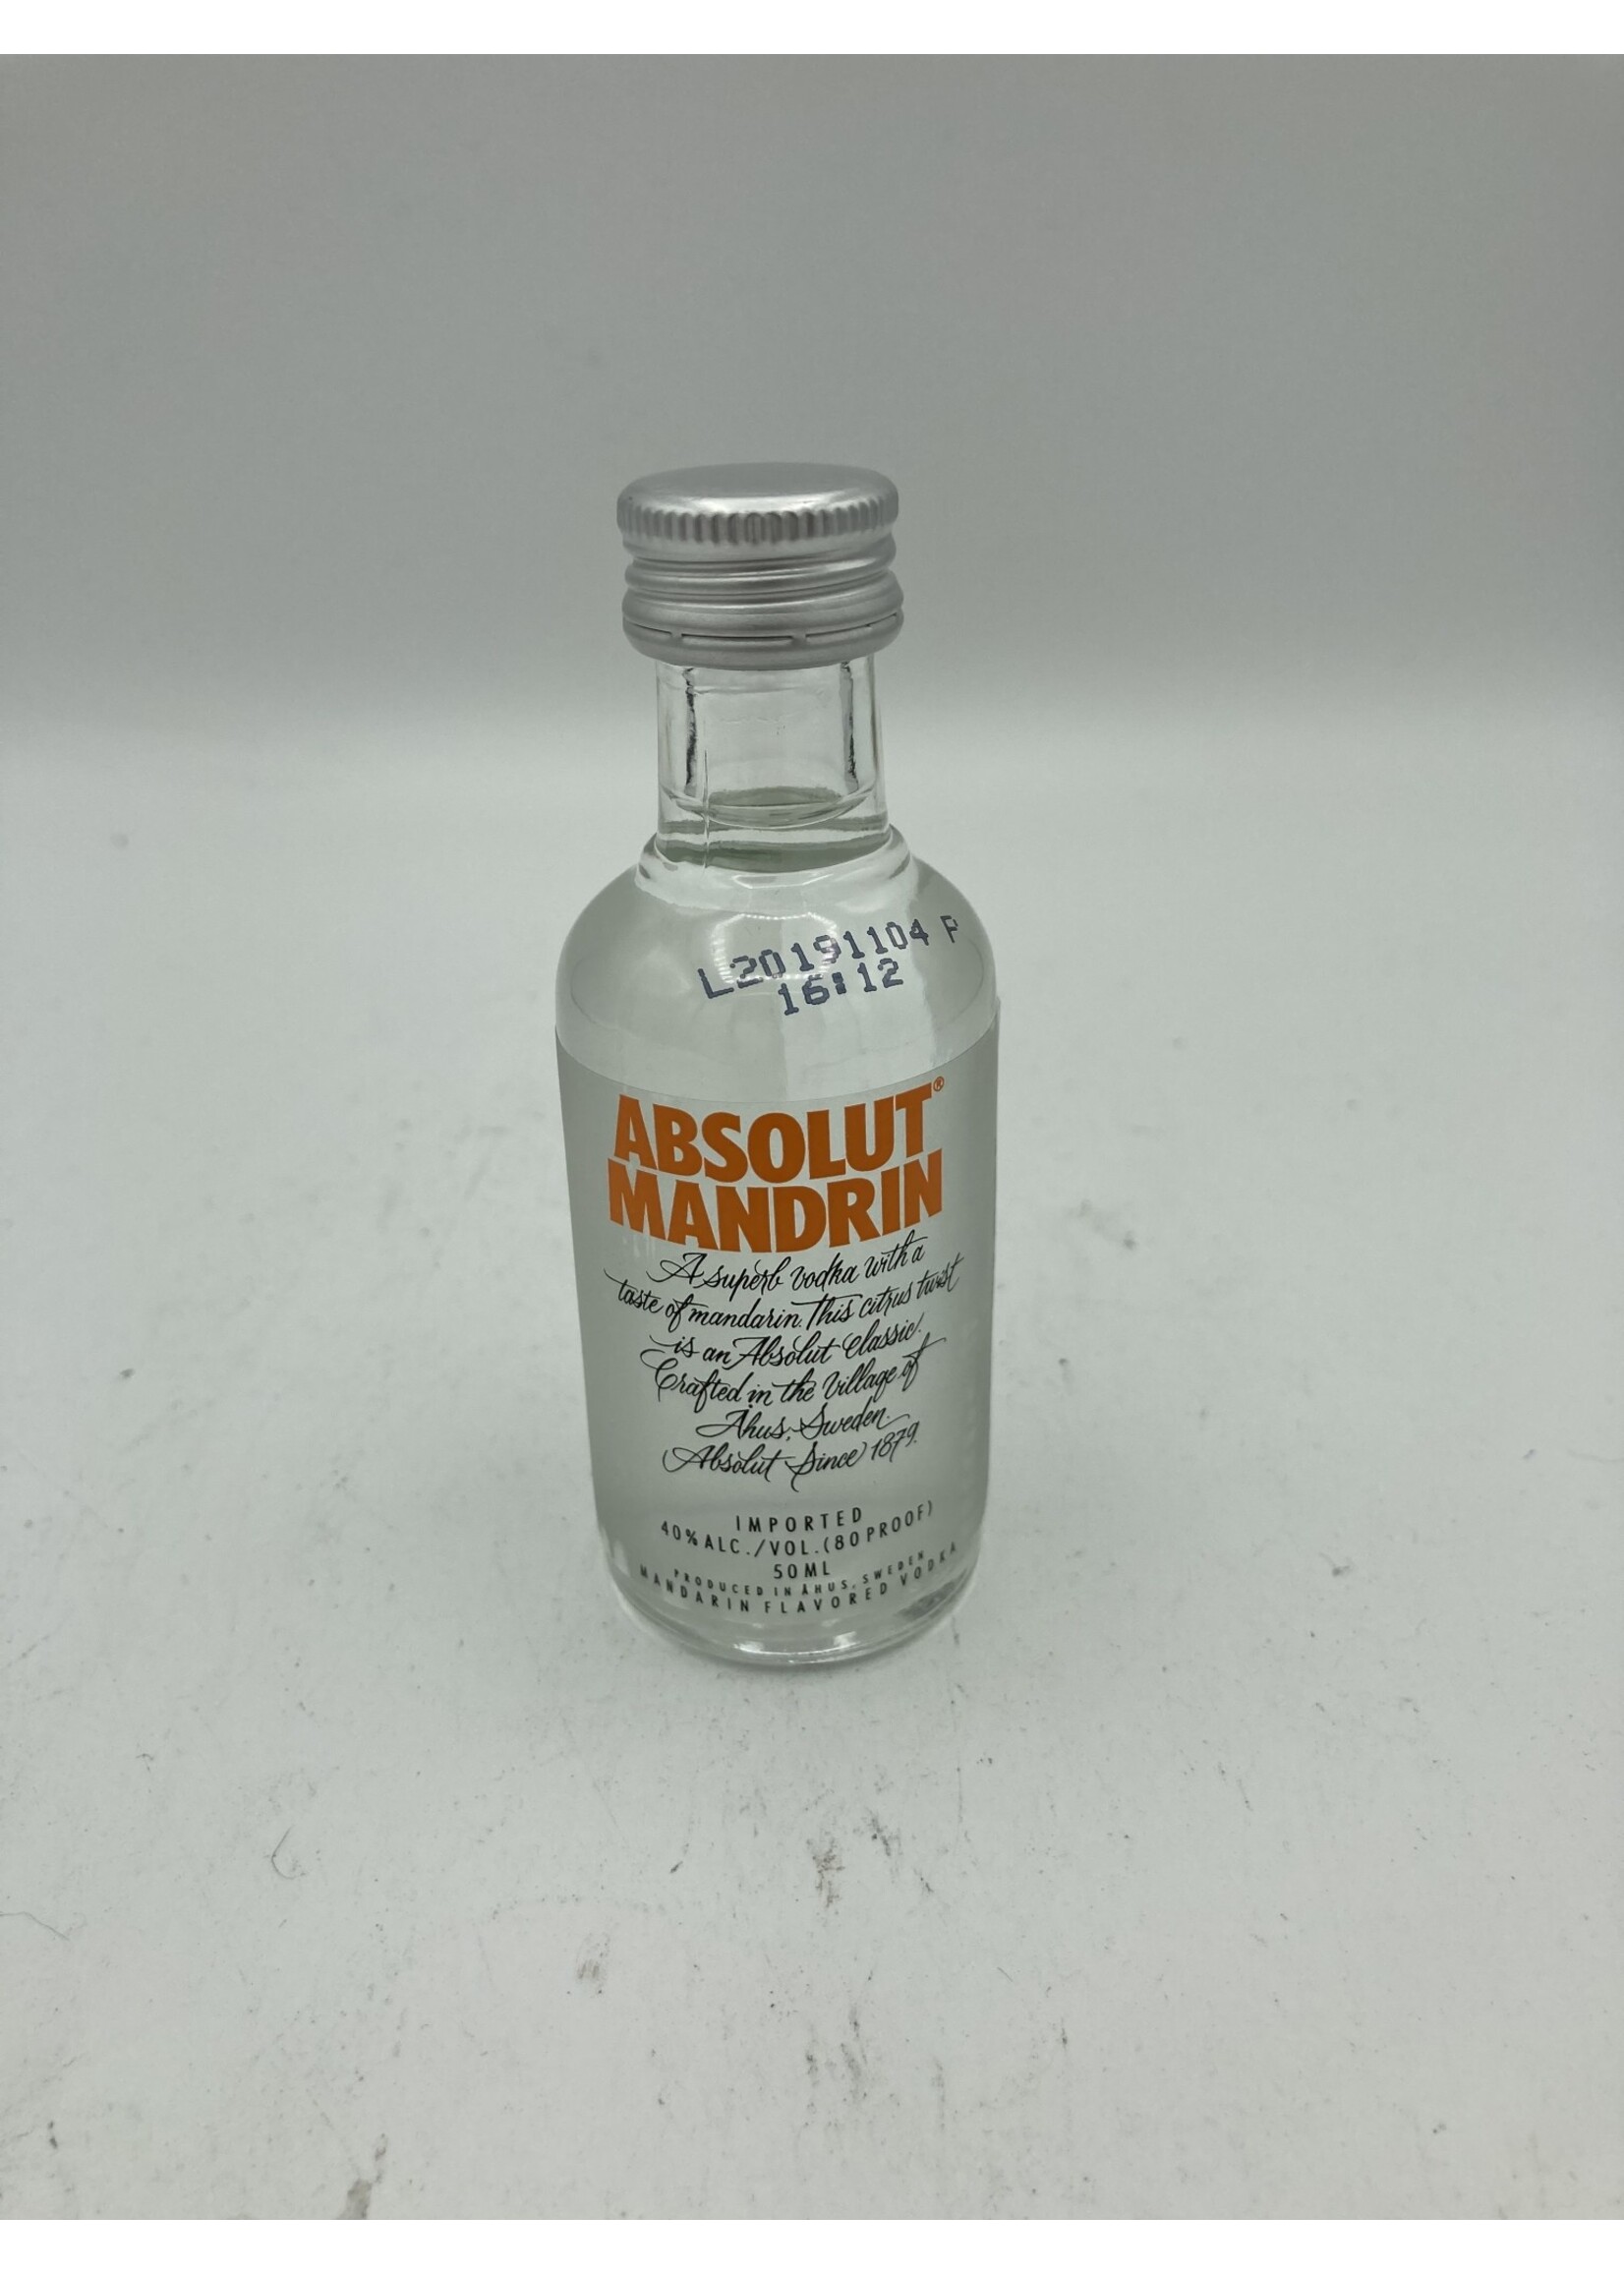 L20191104 P
16:12
ABSOLUT®
MANDRIN
A superb vodka with a
taste of mandarin. This citrus twist
is an Absolut Classic.
Crafted in the village of
Åhus, Sweden.
Absolut Since 1879.
IMPORTED
40% ALC./VOL. (80 PROOF)
50ML
PRODUCED IN ÅHUS, SWEDEN
MANDARIN FLAVORED VODKA